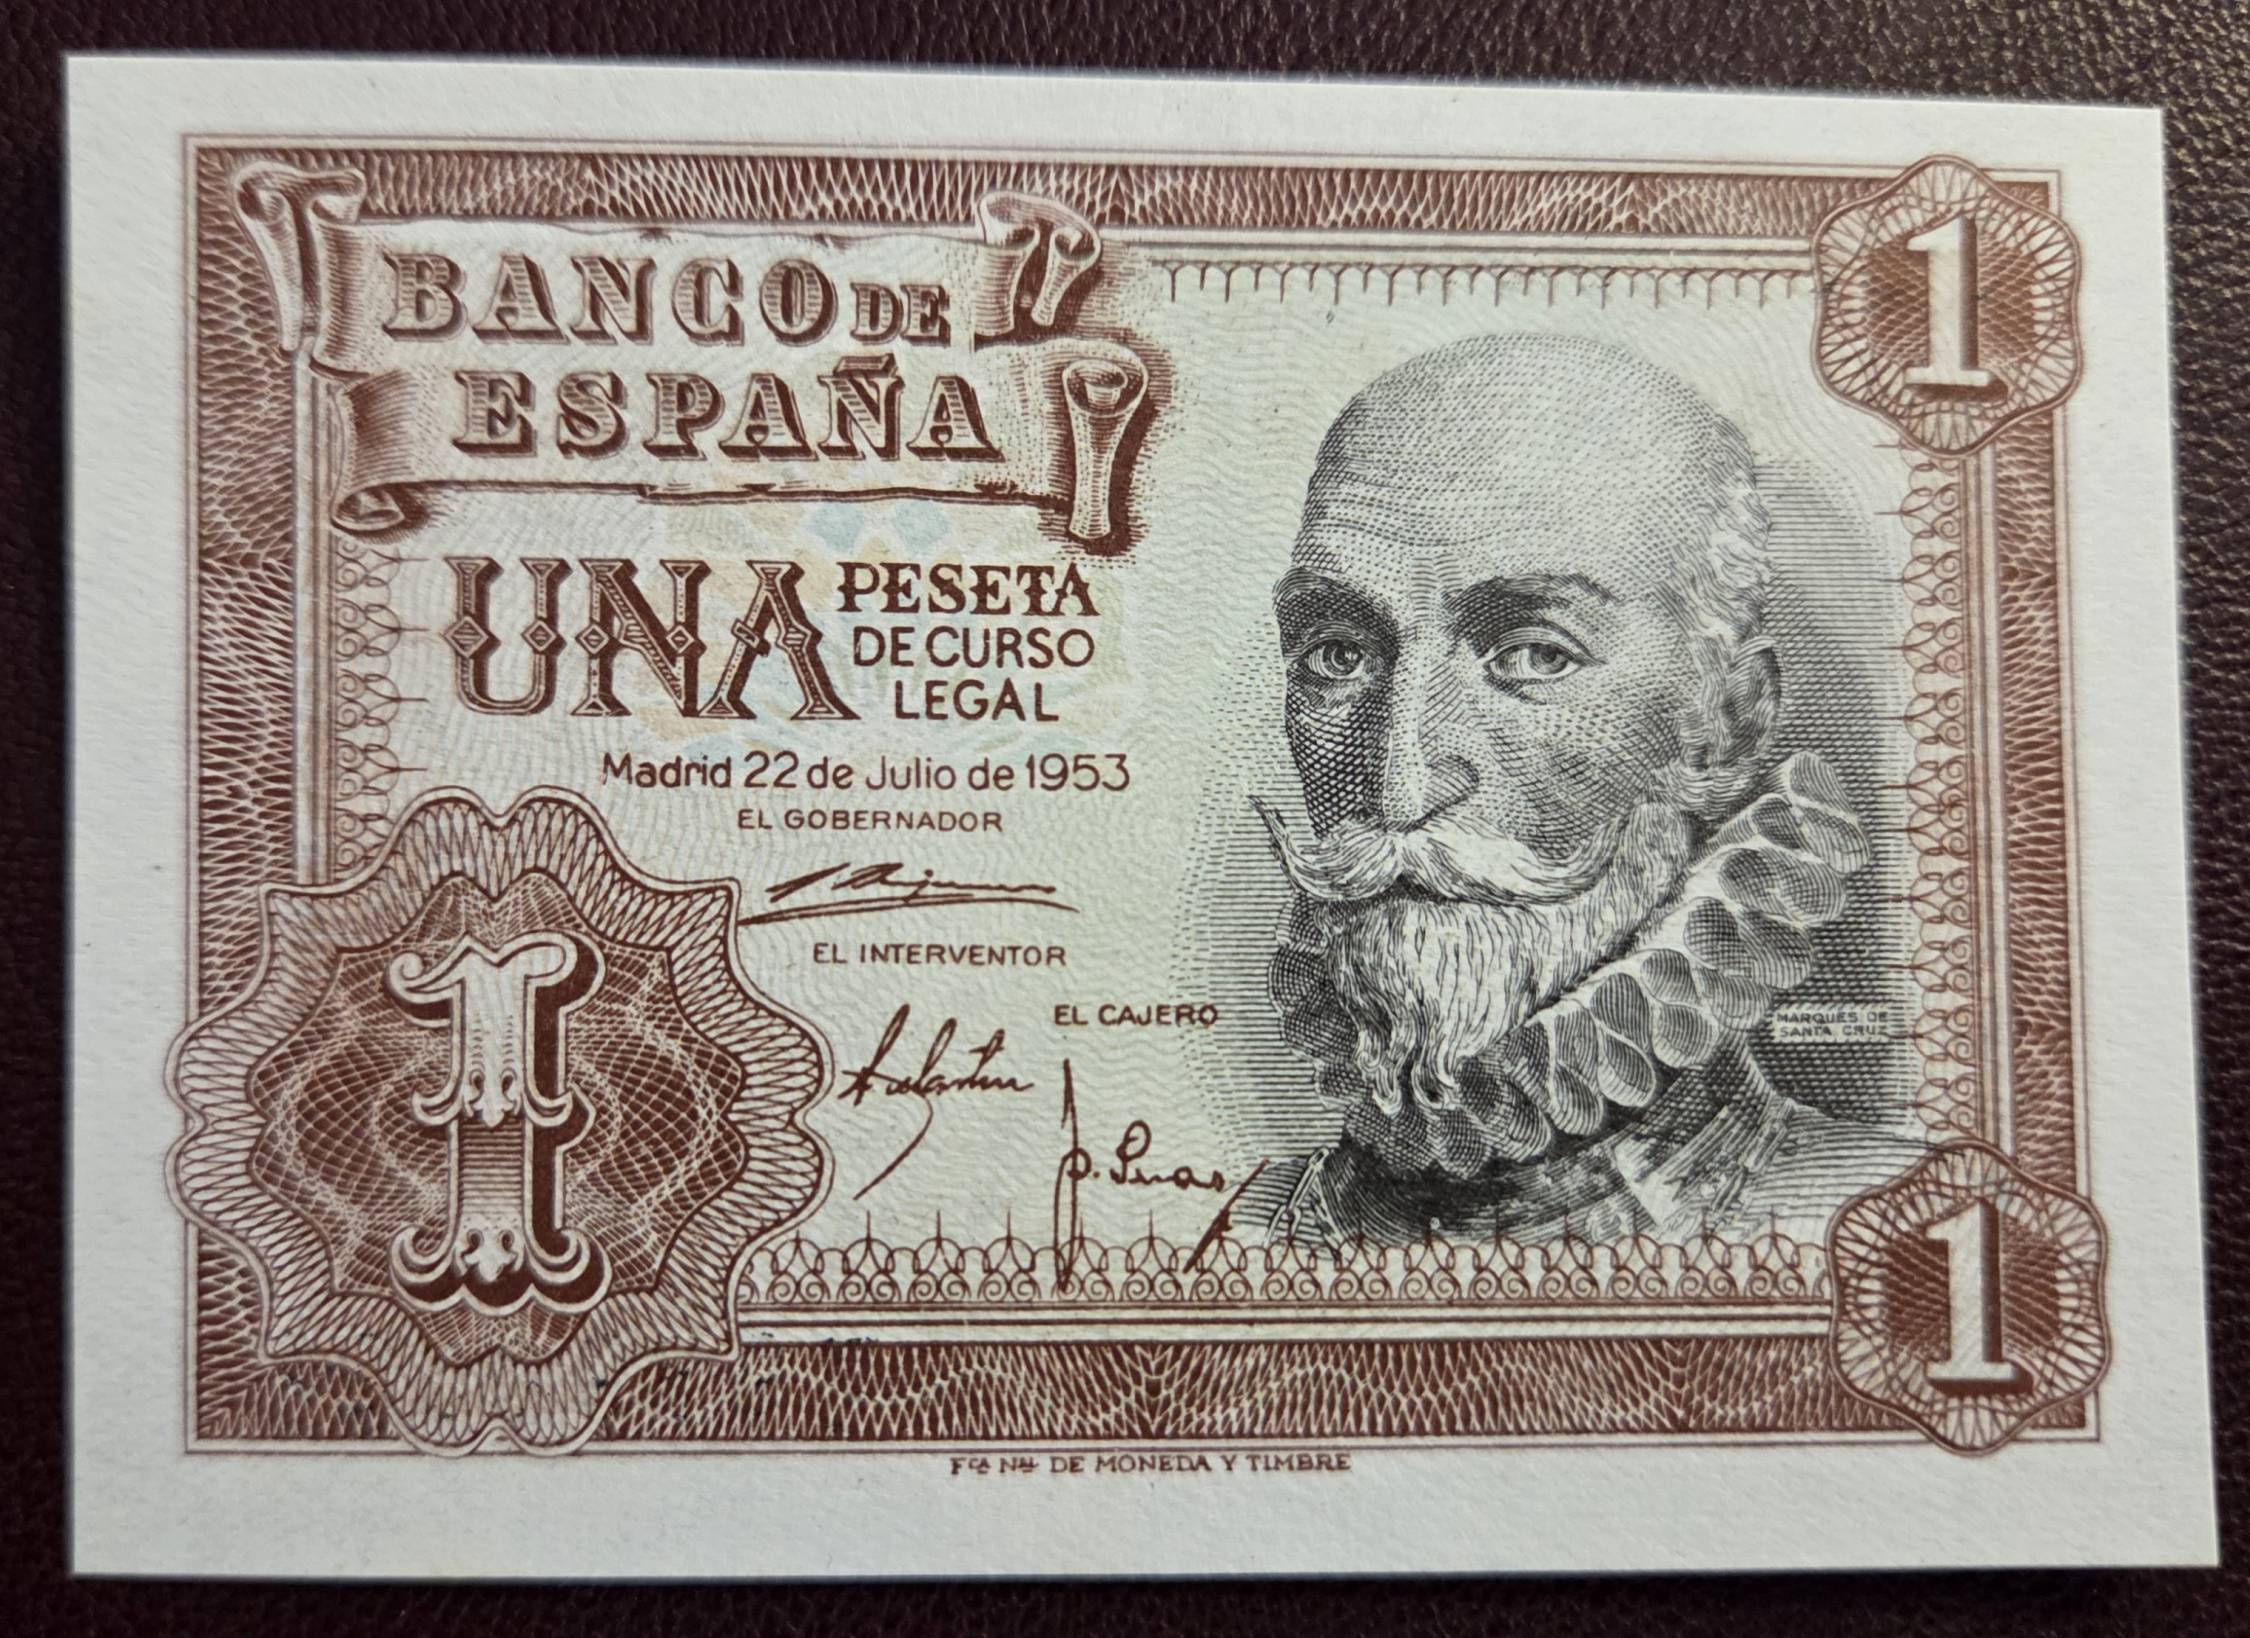 BANCO DE
ESPAÑA
1
UNA PESETA
DE CURSO
LEGAL
Madrid 22 de Julio de 1953
EL GOBERNADOR
EL INTERVENTOR
EL CAJERO
MARQUES DE
SANTA CRUZ
1
1
Fca Nal DE MONEDA Y TIMBRE